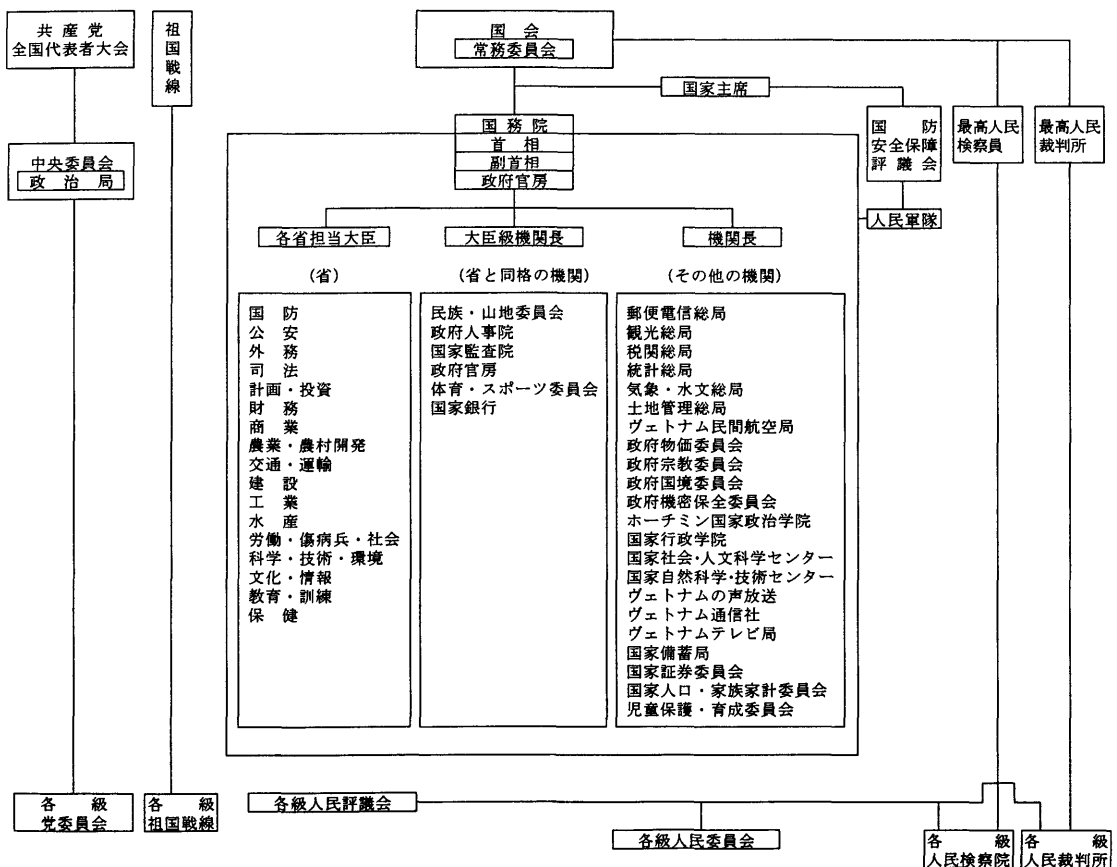 共産党
全国代表者大会
祖国戦線
国会
常務委員会
国家主席
国務院
首相
副首相
政府官房
国防
安全保障
評議会
最高人民
検察員
最高人民
裁判所
中央委員会
政治局
人民軍隊
各省担当大臣
大臣級機関長
機関長
(省)
(省と同格の機関)
(その他の機関)
国防
公安
外務
司法
計画・投資
財務
商業
農業・農村開発
交通・運輸
建設
工業
水産
労働・傷病兵・社会
科学・技術・環境
文化・情報
教育・訓練
保健
民族・山地委員会
政府人事院
国家監査院
政府官房
体育・スポーツ委員会
国家銀行
郵便電信総局
観光総局
税関総局
統計総局
気象・水文総局
土地管理総局
ヴェトナム民間航空局
政府物価委員会
政府宗教委員会
政府国境委員会
政府機密保全委員会
ホーチミン国家政治学院
国家行政学院
国家社会・人文科学センター
国家自然科学・技術センター
ヴェトナムの声放送
ヴェトナム通信社
ヴェトナムテレビ局
国家備蓄局
国家証券委員会
国家人口・家族家計委員会
児童保護・育成委員会
各級
党委員会
各級
祖国戦線
各級人民評議会
各級人民委員会
各級
人民検察院
各級
人民裁判所